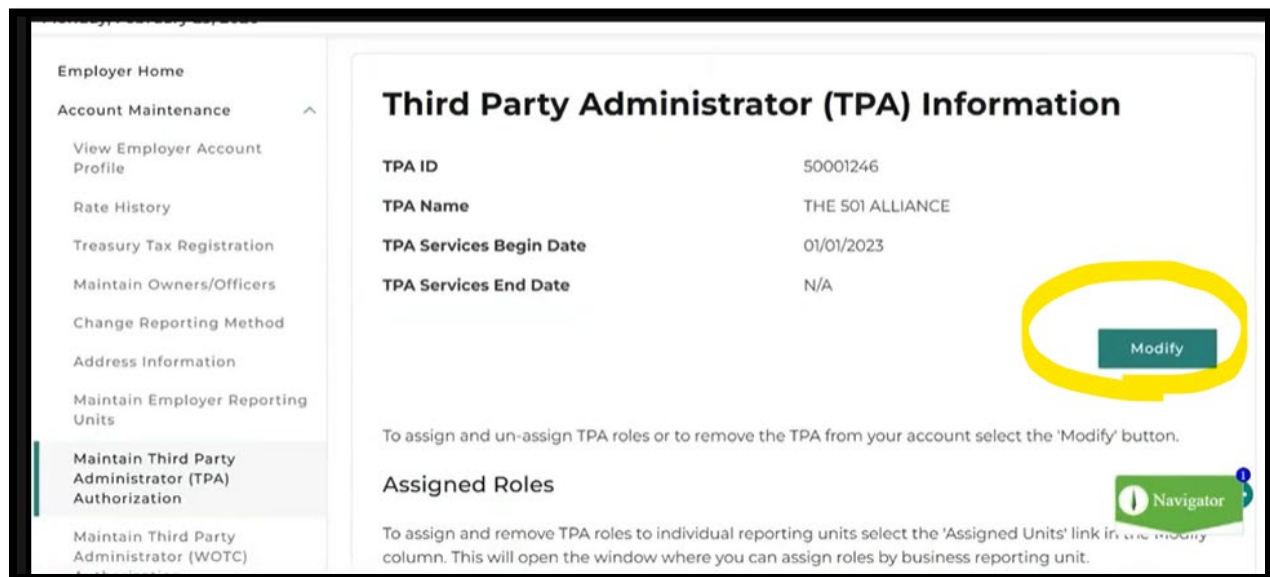 Employer Home
Account Maintenance
View Employer Account
Profile
Rate History
Treasury Tax Registration
Maintain Owners/Officers
Change Reporting Method
Address Information
Maintain Employer Reporting
Units
Maintain Third Party
Administrator (TPA)
Authorization
Maintain Third Party
Administrator (WOTC)
Third Party Administrator (TPA) Information
TPA ID 50001246
TPA Name THE 501 ALLIANCE
TPA Services Begin Date 01/01/2023
TPA Services End Date N/A
Modify
To assign and un-assign TPA roles or to remove the TPA from your account select the 'Modify' button.
Assigned Roles
1
Navigator
To assign and remove TPA roles to individual reporting units select the 'Assigned Units' link in the Modify
column. This will open the window where you can assign roles by business reporting unit.